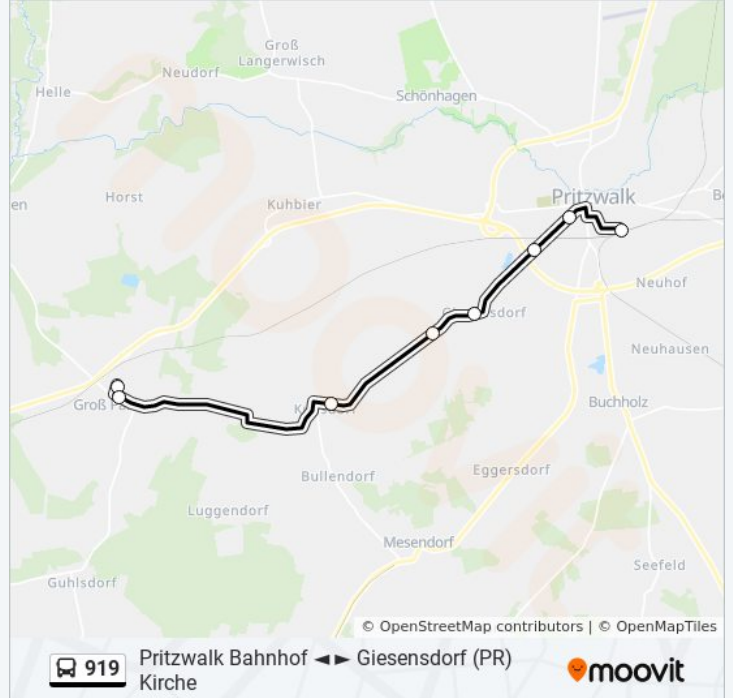 Groß
Langerwisch
Neudorf
Helle
Schönhagen
Pritzwalk
Horst
Kuhbier
en
Neuhof
sdorf
Neuhausen
Groß
Buchholz
Bullendorf
Eggersdorf
Luggendorf
Mesendorf
Seefeld
Guhlsdorf
© OpenStreetMap contributors | © OpenMapTiles
919
Pritzwalk Bahnhof ◄► Giesensdorf (PR)
Kirche
moovit